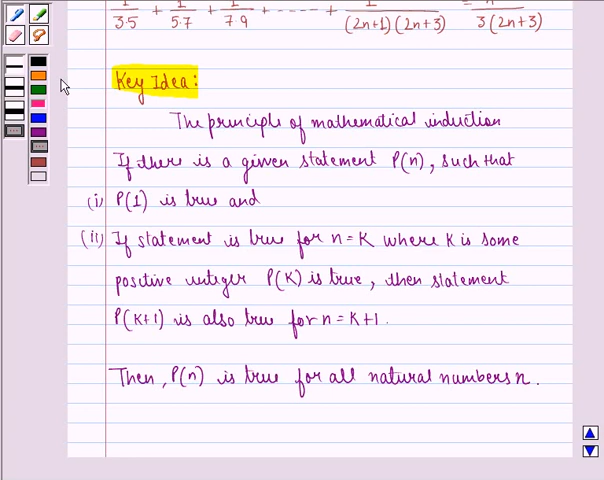 1/3·5 + 1/5·7 + 1/7·9 + ----- + 1/(2n+1)(2n+3) = n/3(2n+3)
Key Idea:
The principle of mathematical induction
If there is a given statement P(n), such that
(i) P(1) is true and
(ii) If statement is true for n = K where K is some
positive integer P(K) is true, then statement
P(K+1) is also true for n = K+1.
Then, P(n) is true for all natural numbers n.